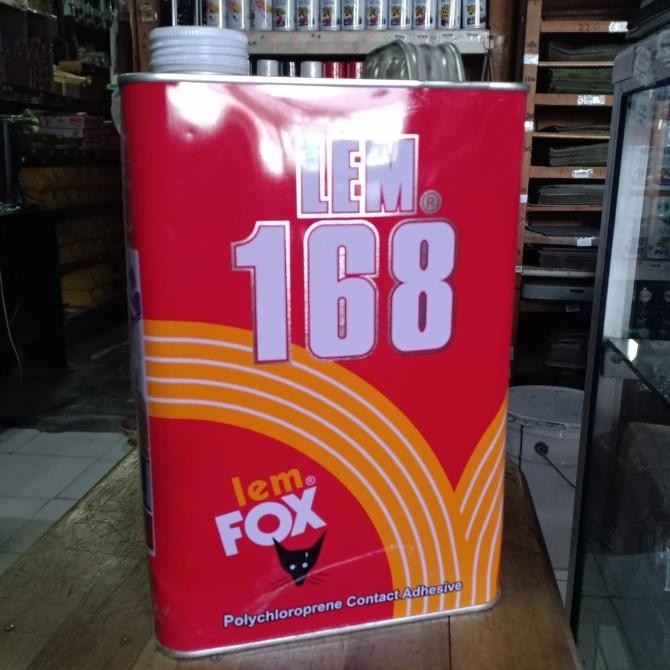 LEM ®
168
lem®
FOX
Polychloroprene Contact Adhesive